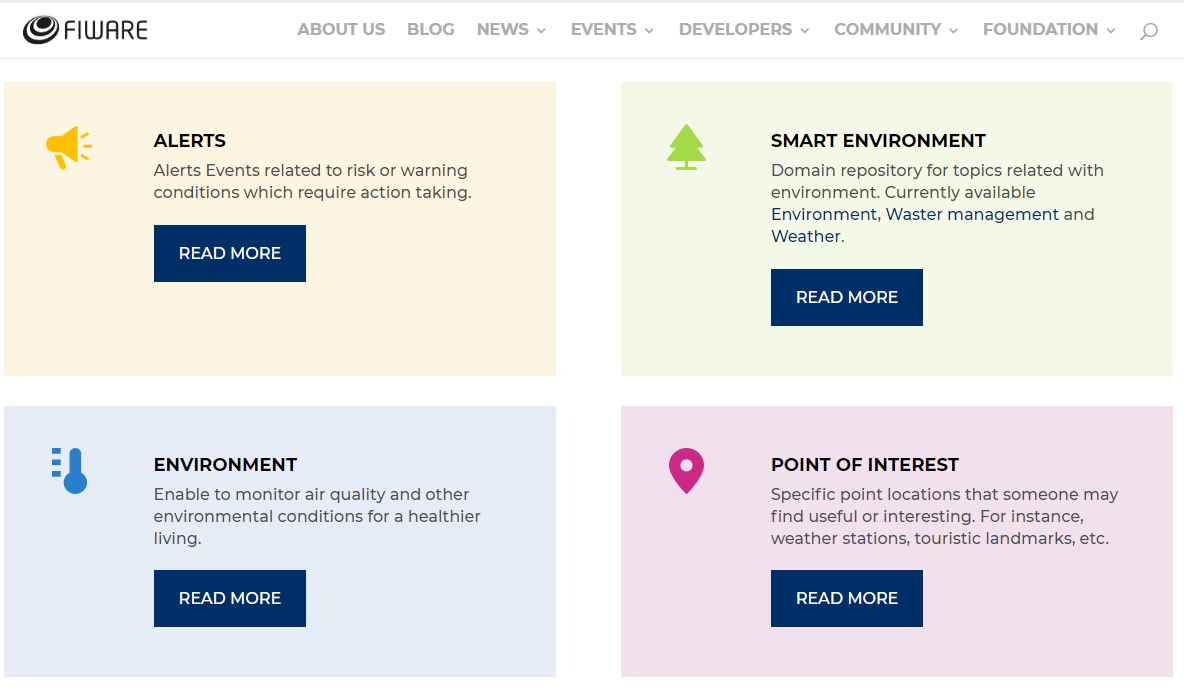 FIWARE
ABOUT US BLOG NEWS EVENTS DEVELOPERS COMMUNITY FOUNDATION
ALERTS
Alerts Events related to risk or warning
conditions which require action taking.
READ MORE
SMART ENVIRONMENT
Domain repository for topics related with
environment. Currently available
Environment, Waster management and
Weather.
READ MORE
ENVIRONMENT
Enable to monitor air quality and other
environmental conditions for a healthier
living.
READ MORE
POINT OF INTEREST
Specific point locations that someone may
find useful or interesting. For instance,
weather stations, touristic landmarks, etc.
READ MORE